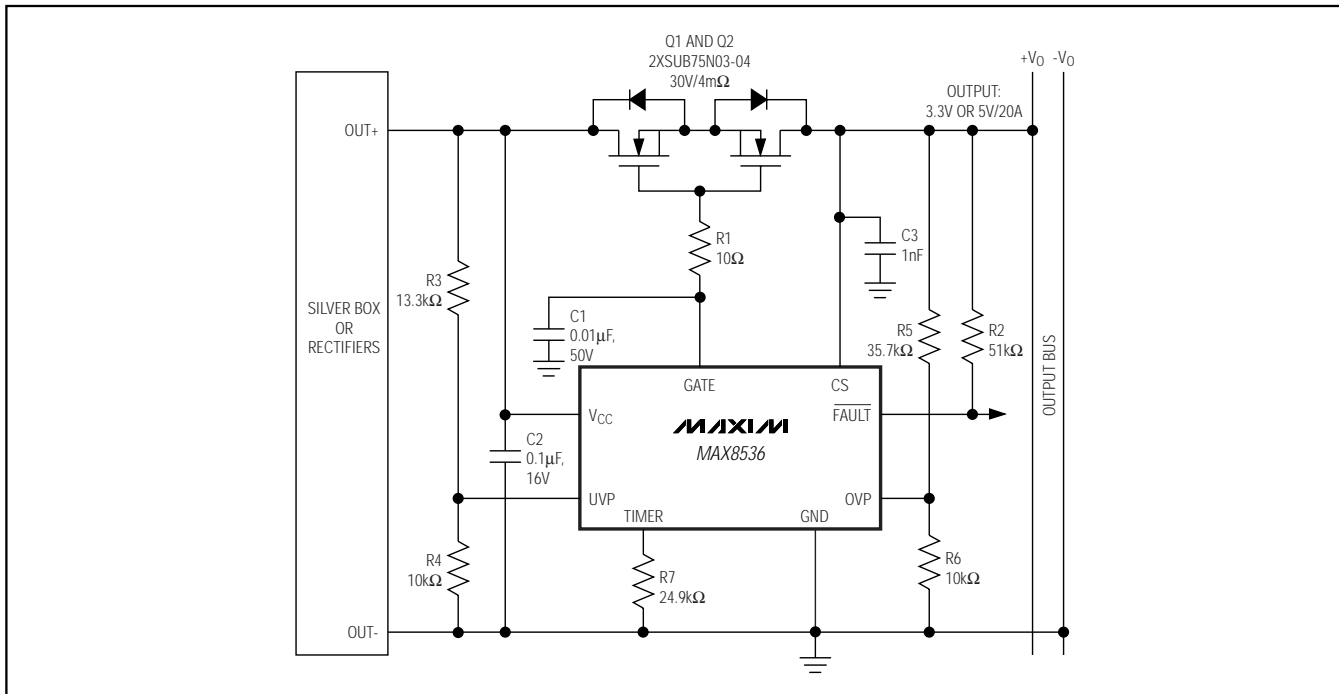 Q1 AND Q2
2XSUB75N03-04
30V/4mΩ
+VO -VO
OUTPUT:
3.3V OR 5V/20A
OUT+
R1
10Ω
C3
1nF
R3
13.3kΩ
SILVER BOX
OR
RECTIFIERS
C1
0.01μF,
50V
R5
35.7kΩ
R2
51kΩ
OUTPUT BUS
GATE
CS
VCC
MAXIM
MAX8536
FAULT
C2
0.1μF,
16V
UVP
OVP
TIMER
GND
R4
10kΩ
R7
24.9kΩ
R6
10kΩ
OUT-